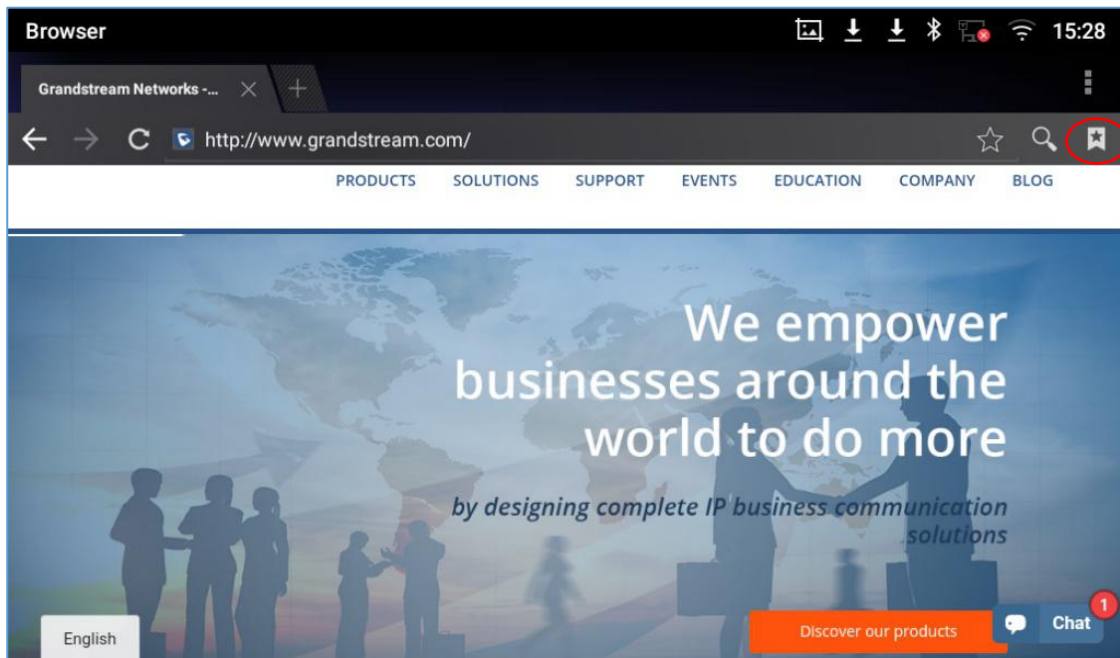 Browser
15:28
Grandstream Networks -...
http://www.grandstream.com/
PRODUCTS SOLUTIONS SUPPORT EVENTS EDUCATION COMPANY BLOG
We empower
businesses around the
world to do more
by designing complete IP business communication
solutions
English
Discover our products
Chat
1